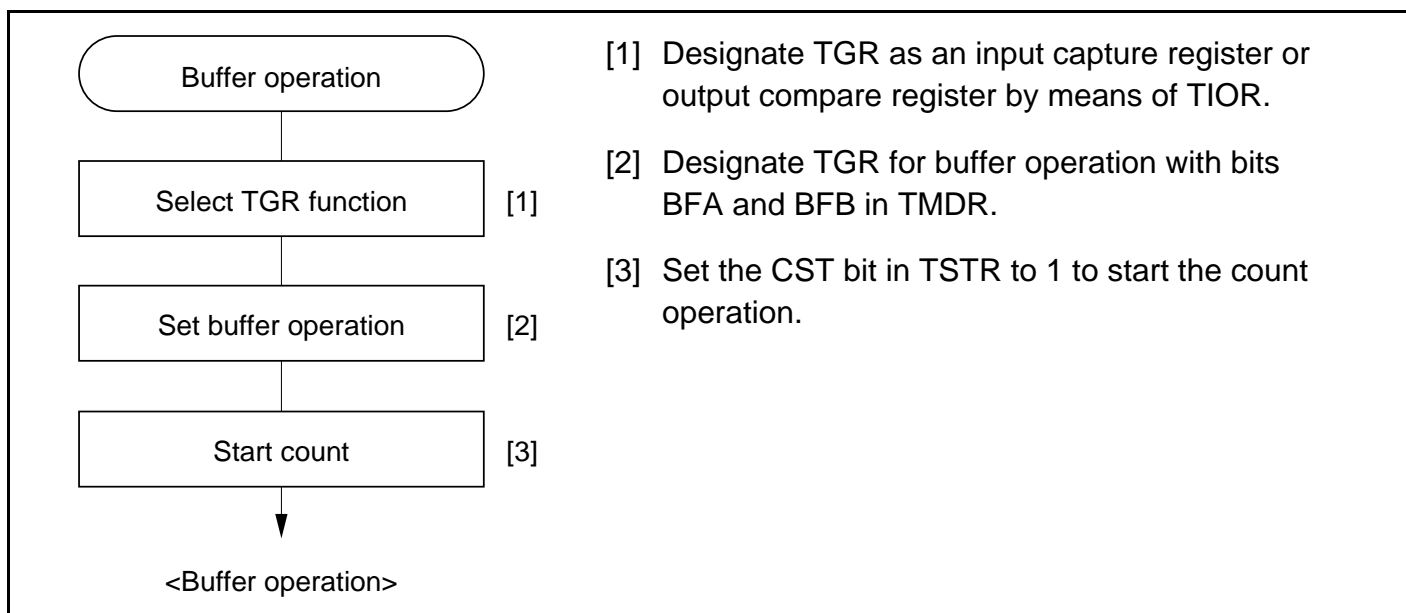 Buffer operation
Select TGR function [1]
Set buffer operation [2]
Start count [3]
<Buffer operation>
[1] Designate TGR as an input capture register or
output compare register by means of TIOR.
[2] Designate TGR for buffer operation with bits
BFA and BFB in TMDR.
[3] Set the CST bit in TSTR to 1 to start the count
operation.